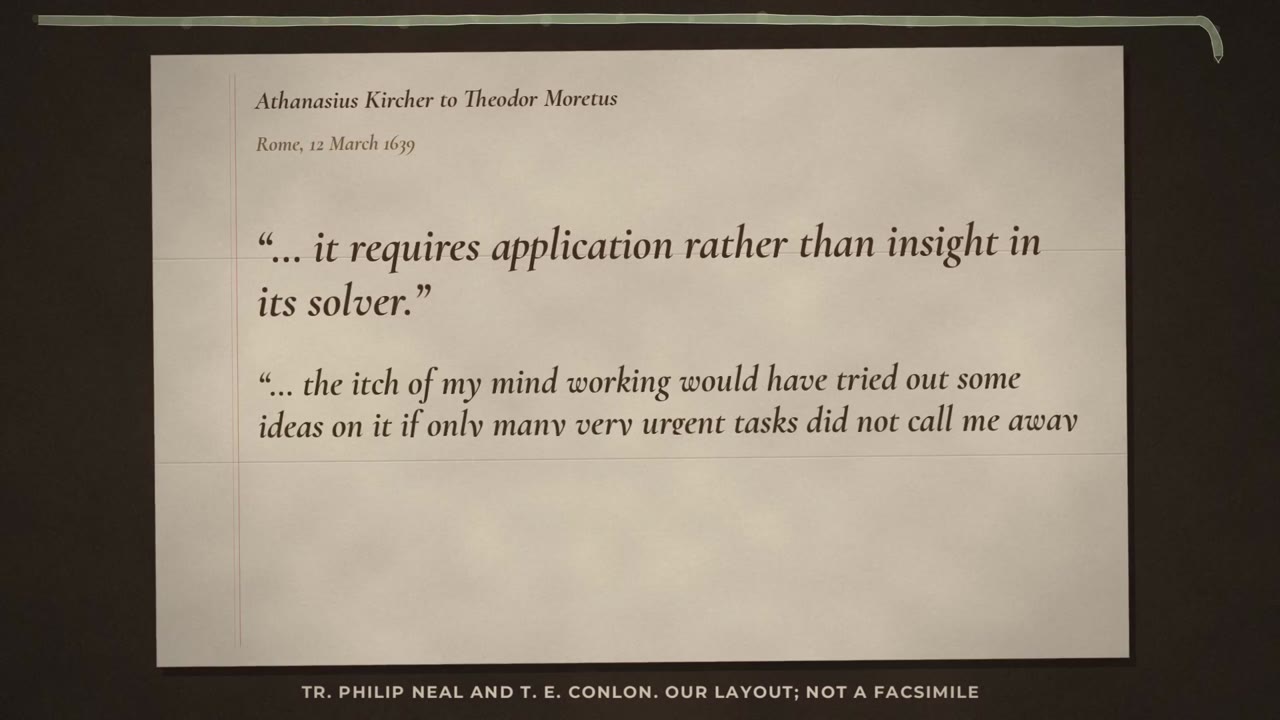 Athanasius Kircher to Theodor Moretus
Rome, 12 March 1639
“... it requires application rather than insight in
its solver.”
“... the itch of my mind working would have tried out some
ideas on it if only many very urgent tasks did not call me away
TR. PHILIP NEAL AND T. E. CONLON. OUR LAYOUT; NOT A FACSIMILE